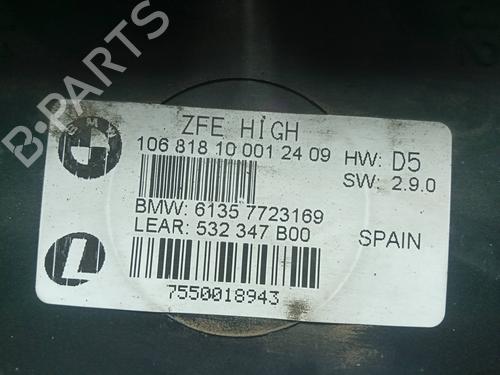 B-PARTS
BMW
ZFE HIGH
106 818 10 001 24 09 HW: D5
SW: 2.9.0
BMW: 6135 7723169
LEAR: 532 347 B00 SPAIN
L
7550018943